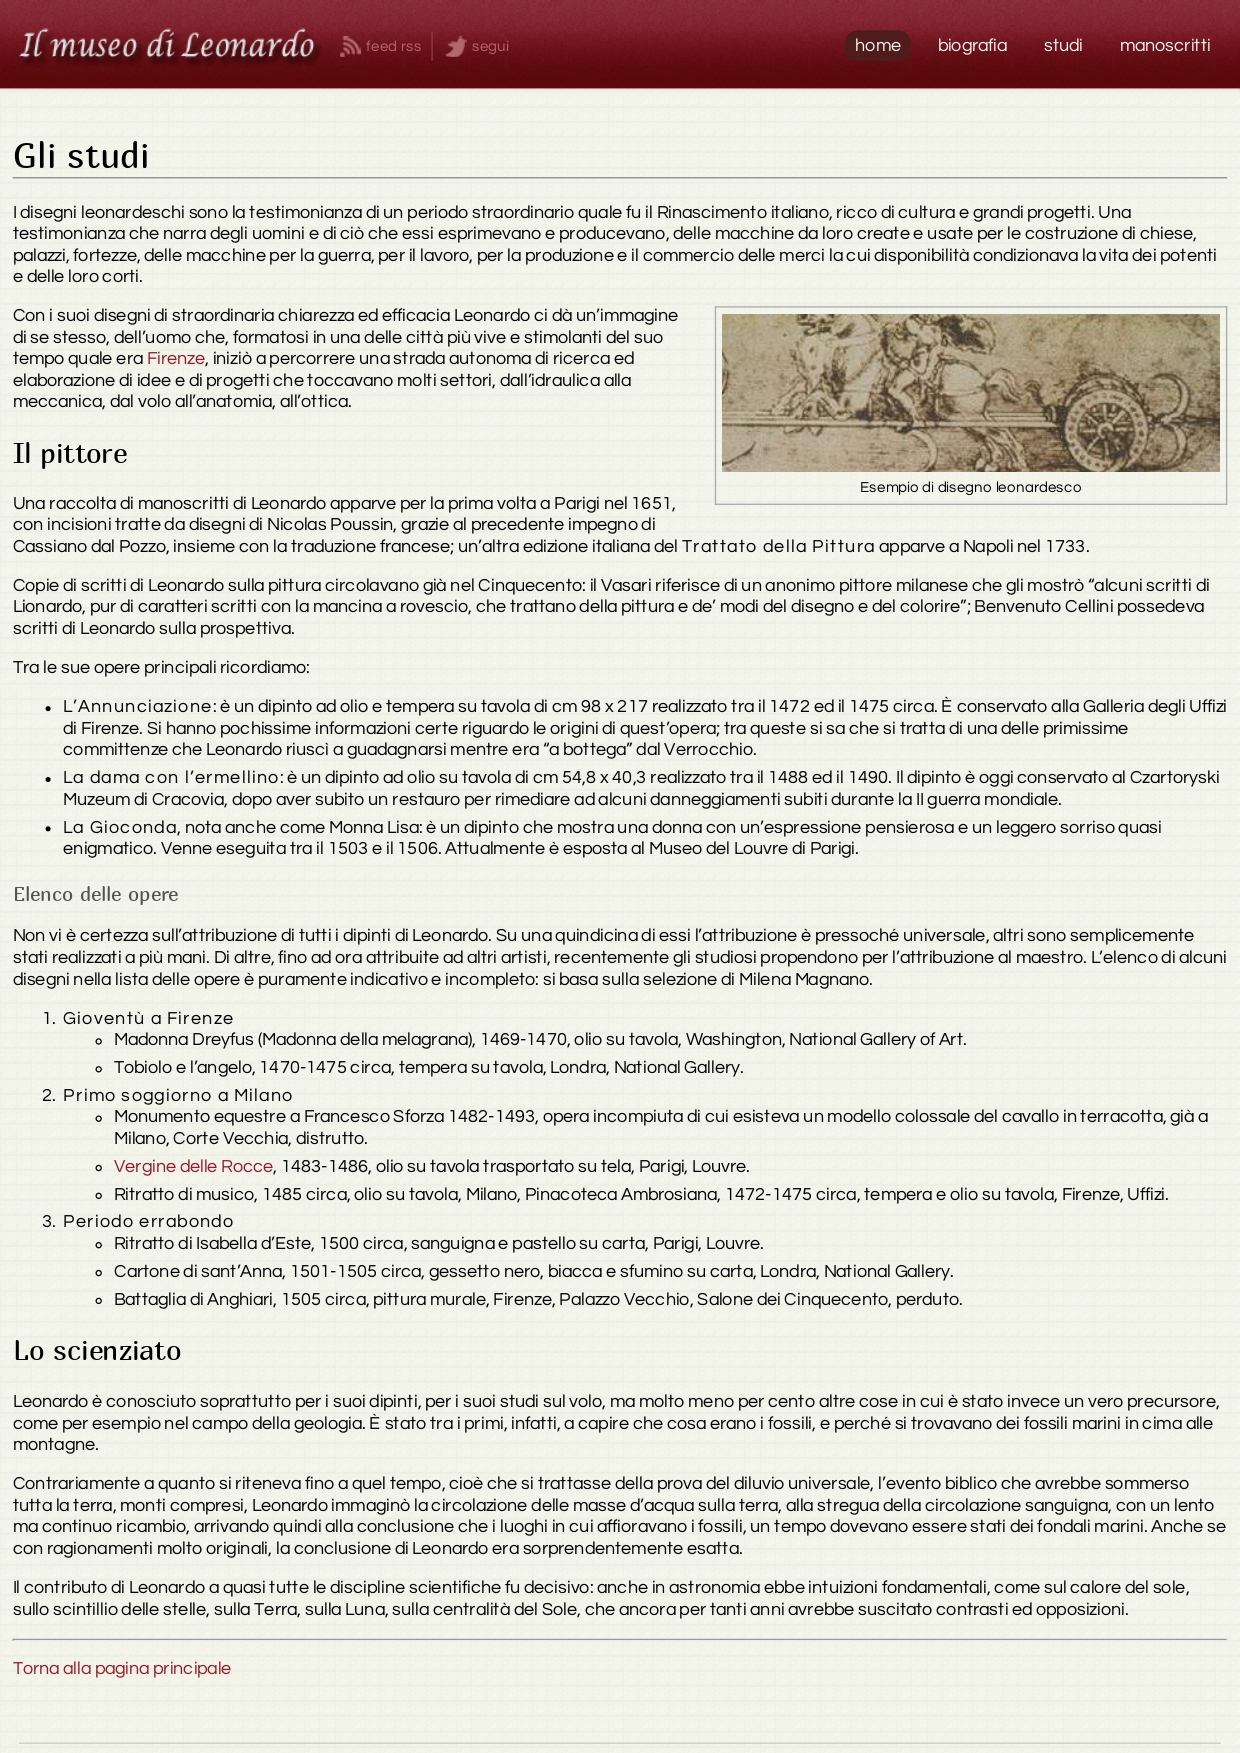 Il museo di Leonardo
feed rss
segui
home
biografia
studi
manoscritti
Gli studi
I disegni leonardeschi sono la testimonianza di un periodo straordinario quale fu il Rinascimento italiano, ricco di cultura e grandi progetti. Una
testimonianza che narra degli uomini e di ciò che essi esprimevano e producevano, delle macchine da loro create e usate per le costruzione di chiese,
palazzi, fortezze, delle macchine per la guerra, per il lavoro, per la produzione e il commercio delle merci la cui disponibilità condizionava la vita dei potenti
e delle loro corti.
Con i suoi disegni di straordinaria chiarezza ed efficacia Leonardo ci dà un’immagine
di se stesso, dell’uomo che, formatosi in una delle città più vive e stimolanti del suo
tempo quale era Firenze, iniziò a percorrere una strada autonoma di ricerca ed
elaborazione di idee e di progetti che toccavano molti settori, dall’idraulica alla
meccanica, dal volo all’anatomia, all’ottica.
Esempio di disegno leonardesco
Il pittore
Una raccolta di manoscritti di Leonardo apparve per la prima volta a Parigi nel 1651,
con incisioni tratte da disegni di Nicolas Poussin, grazie al precedente impegno di
Cassiano dal Pozzo, insieme con la traduzione francese; un’altra edizione italiana del Trattato della Pittura apparve a Napoli nel 1733.
Copie di scritti di Leonardo sulla pittura circolavano già nel Cinquecento: il Vasari riferisce di un anonimo pittore milanese che gli mostrò “alcuni scritti di
Lionardo, pur di caratteri scritti con la mancina a rovescio, che trattano della pittura e de’ modi del disegno e del colorire”; Benvenuto Cellini possedeva
scritti di Leonardo sulla prospettiva.
Tra le sue opere principali ricordiamo:
• L’Annunciazione: è un dipinto ad olio e tempera su tavola di cm 98 x 217 realizzato tra il 1472 ed il 1475 circa. È conservato alla Galleria degli Uffizi
di Firenze. Si hanno pochissime informazioni certe riguardo le origini di quest’opera; tra queste si sa che si tratta di una delle primissime
committenze che Leonardo riuscì a guadagnarsi mentre era “a bottega” dal Verrocchio.
• La dama con l’ermellino: è un dipinto ad olio su tavola di cm 54,8 x 40,3 realizzato tra il 1488 ed il 1490. Il dipinto è oggi conservato al Czartoryski
Muzeum di Cracovia, dopo aver subito un restauro per rimediare ad alcuni danneggiamenti subiti durante la II guerra mondiale.
• La Gioconda, nota anche come Monna Lisa: è un dipinto che mostra una donna con un’espressione pensierosa e un leggero sorriso quasi
enigmatico. Venne eseguita tra il 1503 e il 1506. Attualmente è esposta al Museo del Louvre di Parigi.
Elenco delle opere
Non vi è certezza sull’attribuzione di tutti i dipinti di Leonardo. Su una quindicina di essi l’attribuzione è pressoché universale, altri sono semplicemente
stati realizzati a più mani. Di altre, fino ad ora attribuite ad altri artisti, recentemente gli studiosi propendono per l’attribuzione al maestro. L’elenco di alcuni
disegni nella lista delle opere è puramente indicativo e incompleto: si basa sulla selezione di Milena Magnano.
1. Gioventù a Firenze
Madonna Dreyfus (Madonna della melagrana), 1469-1470, olio su tavola, Washington, National Gallery of Art.
Tobiolo e l’angelo, 1470-1475 circa, tempera su tavola, Londra, National Gallery.
2. Primo soggiorno a Milano
Monumento equestre a Francesco Sforza 1482-1493, opera incompiuta di cui esisteva un modello colossale del cavallo in terracotta, già a
Milano, Corte Vecchia, distrutto.
Vergine delle Rocce, 1483-1486, olio su tavola trasportato su tela, Parigi, Louvre.
Ritratto di musico, 1485 circa, olio su tavola, Milano, Pinacoteca Ambrosiana, 1472-1475 circa, tempera e olio su tavola, Firenze, Uffizi.
3. Periodo errabondo
Ritratto di Isabella d’Este, 1500 circa, sanguigna e pastello su carta, Parigi, Louvre.
Cartone di sant’Anna, 1501-1505 circa, gessetto nero, biacca e sfumino su carta, Londra, National Gallery.
Battaglia di Anghiari, 1505 circa, pittura murale, Firenze, Palazzo Vecchio, Salone dei Cinquecento, perduto.
Lo scienziato
Leonardo è conosciuto soprattutto per i suoi dipinti, per i suoi studi sul volo, ma molto meno per cento altre cose in cui è stato invece un vero precursore,
come per esempio nel campo della geologia. È stato tra i primi, infatti, a capire che cosa erano i fossili, e perché si trovavano dei fossili marini in cima alle
montagne.
Contrariamente a quanto si riteneva fino a quel tempo, cioè che si trattasse della prova del diluvio universale, l’evento biblico che avrebbe sommerso
tutta la terra, monti compresi, Leonardo immaginò la circolazione delle masse d’acqua sulla terra, alla stregua della circolazione sanguigna, con un lento
ma continuo ricambio, arrivando quindi alla conclusione che i luoghi in cui affioravano i fossili, un tempo dovevano essere stati dei fondali marini. Anche se
con ragionamenti molto originali, la conclusione di Leonardo era sorprendentemente esatta.
Il contributo di Leonardo a quasi tutte le discipline scientifiche fu decisivo: anche in astronomia ebbe intuizioni fondamentali, come sul calore del sole,
sullo scintillio delle stelle, sulla Terra, sulla Luna, sulla centralità del Sole, che ancora per tanti anni avrebbe suscitato contrasti ed opposizioni.
Torna alla pagina principale